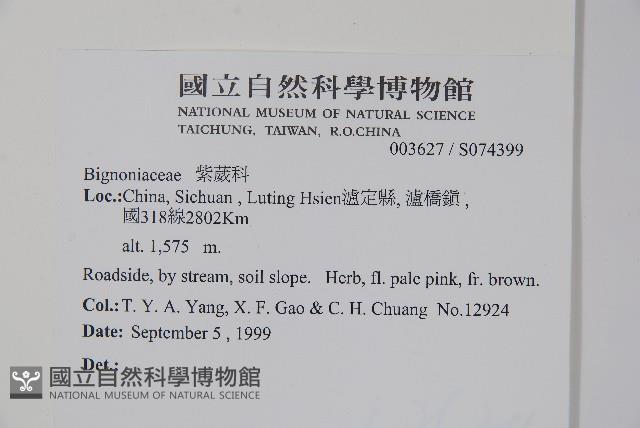 國立自然科學博物館
NATIONAL MUSEUM OF NATURAL SCIENCE
TAICHUNG, TAIWAN, R.O.CHINA
003627 / S074399
Bignoniaceae 紫葳科
Loc.:China, Sichuan , Luting Hsien瀘定縣, 瀘橋鎮 ,
國318線2802Km
alt. 1,575 m.
Roadside, by stream, soil slope. Herb, fl. pale pink, fr. brown.
Col.: T. Y. A. Yang, X. F. Gao & C. H. Chuang No.12924
Date: September 5 , 1999
Det.:
國立自然科學博物館
NATIONAL MUSEUM OF NATURAL SCIENCE